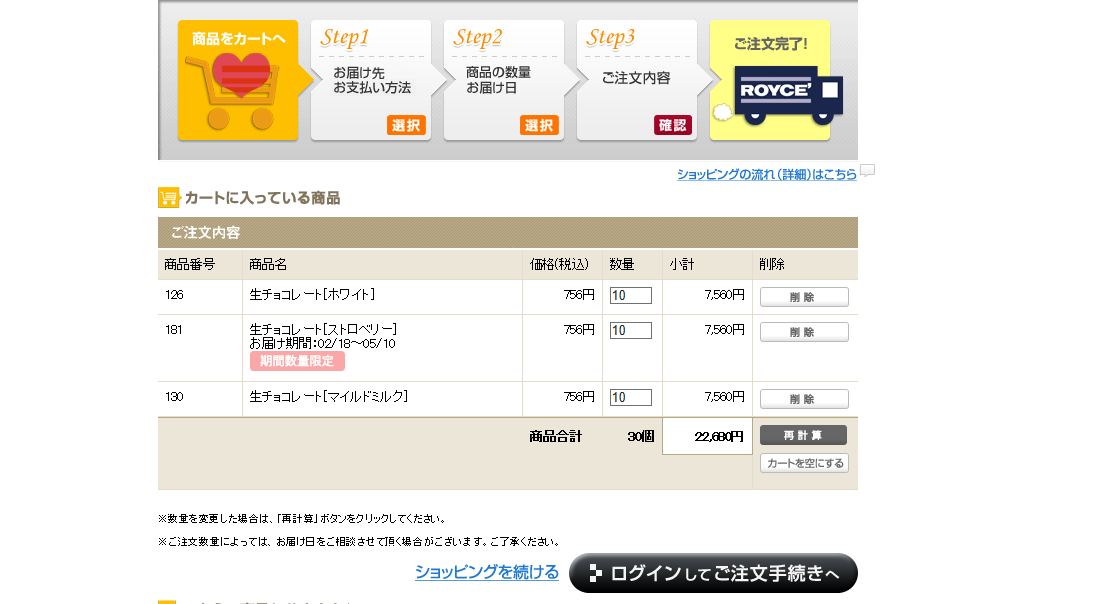 商品をカートへ
Step1
お届け先
お支払い方法
選択
Step2
商品の数量
お届け日
選択
Step3
ご注文内容
確認
ご注文完了!
ROYCE'
ショッピングの流れ(詳細)はこちら
カートに入っている商品
ご注文内容
商品番号 商品名 価格(税込) 数量 小計 削除
126 生チョコレート[ホワイト] 756円 10 7,560円 削除
181 生チョコレート[ストロベリー] 756円 10 7,560円 削除
お届け期間:02/18～05/10
期間数量限定
130 生チョコレート[マイルドミルク] 756円 10 7,560円 削除
商品合計 30個 22,680円 再計算
カートを空にする
※数量を変更した場合は、「再計算」ボタンをクリックしてください。
※ご注文数量によっては、お届け日をご相談させて頂く場合がございます。ご了承ください。
ショッピングを続ける ログインしてご注文手続きへ